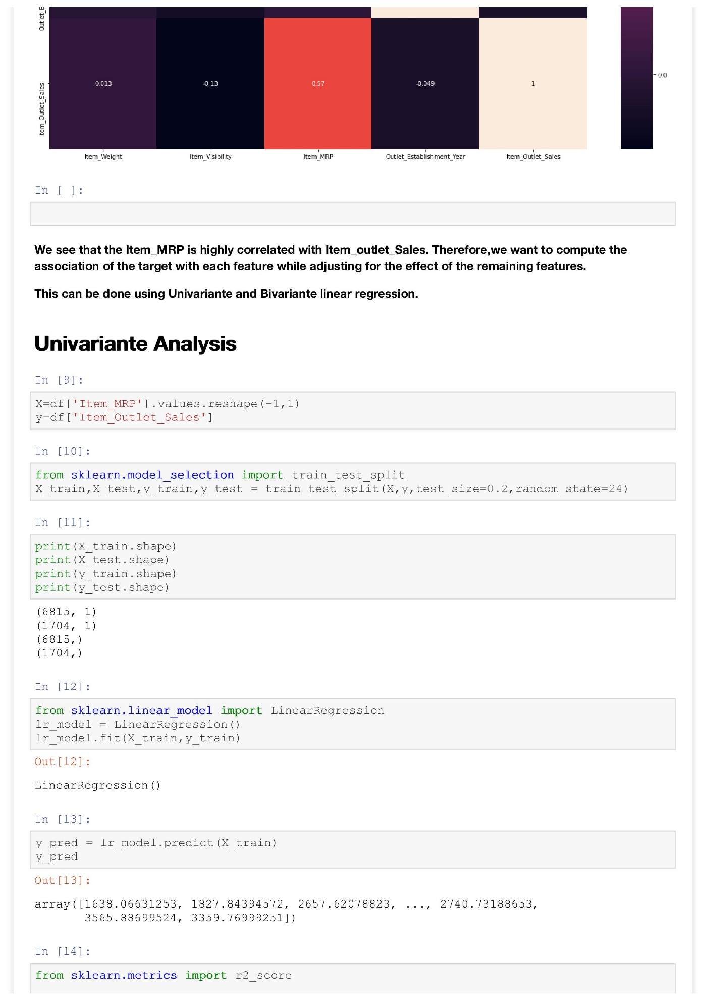 Outlet_E
0.013 -0.13 0.57 -0.049 1
0.0
Item_Outlet_Sales
Item_Weight Item_Visibility Item_MRP Outlet_Establishment_Year Item_Outlet_Sales
In [ ]:
We see that the Item_MRP is highly correlated with Item_outlet_Sales. Therefore,we want to compute the
association of the target with each feature while adjusting for the effect of the remaining features.
This can be done using Univariante and Bivariante linear regression.
Univariante Analysis
In [9]:
X=df['Item_MRP'].values.reshape(-1,1)
y=df['Item_Outlet_Sales']
In [10]:
from sklearn.model_selection import train_test_split
X_train,X_test,y_train,y_test = train_test_split(X,y,test_size=0.2,random_state=24)
In [11]:
print(X_train.shape)
print(X_test.shape)
print(y_train.shape)
print(y_test.shape)
(6815, 1)
(1704, 1)
(6815,)
(1704,)
In [12]:
from sklearn.linear_model import LinearRegression
lr_model = LinearRegression()
lr_model.fit(X_train,y_train)
Out[12]:
LinearRegression()
In [13]:
y_pred = lr_model.predict(X_train)
y_pred
Out[13]:
array([1638.06631253, 1827.84394572, 2657.62078823, ..., 2740.73188653,
3565.88699524, 3359.76999251])
In [14]:
from sklearn.metrics import r2_score